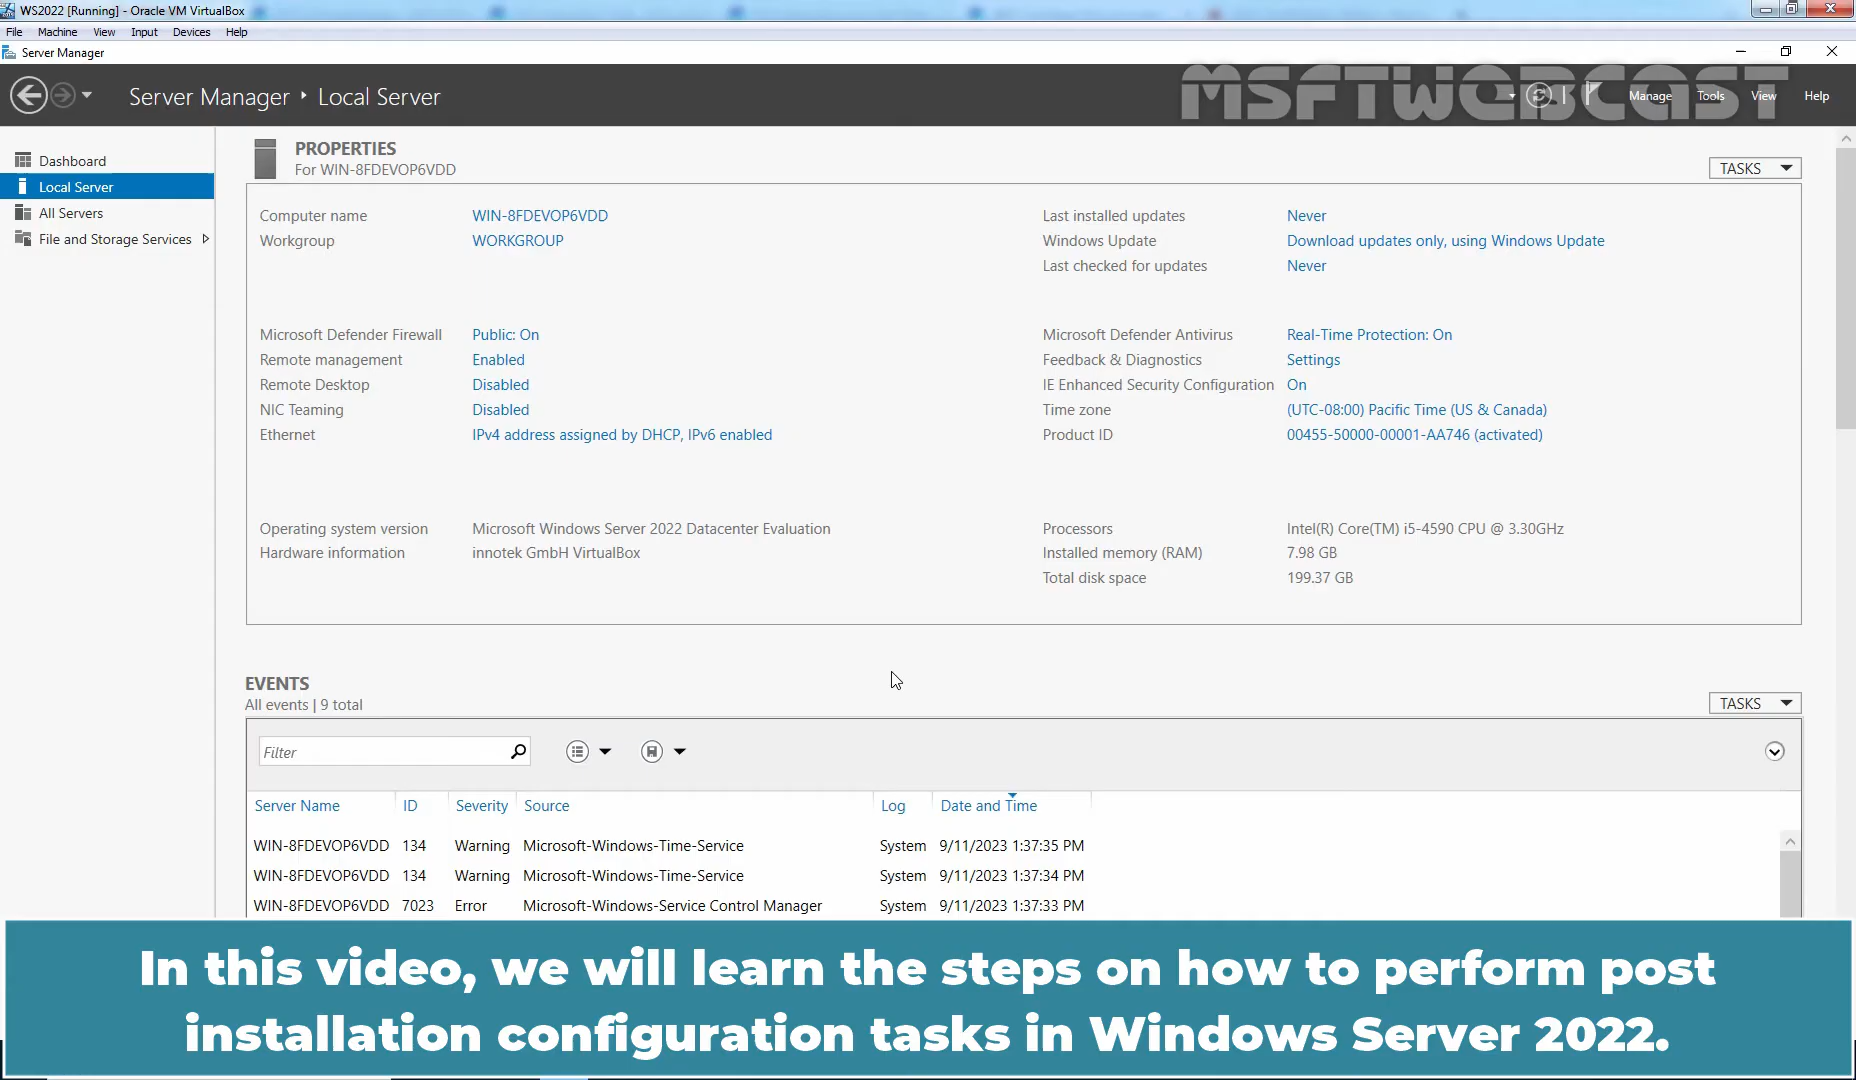 WS2022 [Running] - Oracle VM VirtualBox
File Machine View Input Devices Help
Server Manager
Server Manager ‣ Local Server
MSFTWEBCAST
Manage Tools View Help
Dashboard
Local Server
All Servers
File and Storage Services
PROPERTIES
For WIN-8FDEVOP6VDD
TASKS
Computer name WIN-8FDEVOP6VDD
Workgroup WORKGROUP
Last installed updates Never
Windows Update Download updates only, using Windows Update
Last checked for updates Never
Microsoft Defender Firewall Public: On
Remote management Enabled
Remote Desktop Disabled
NIC Teaming Disabled
Ethernet IPv4 address assigned by DHCP, IPv6 enabled
Microsoft Defender Antivirus Real-Time Protection: On
Feedback & Diagnostics Settings
IE Enhanced Security Configuration On
Time zone (UTC-08:00) Pacific Time (US & Canada)
Product ID 00455-50000-00001-AA746 (activated)
Operating system version Microsoft Windows Server 2022 Datacenter Evaluation
Hardware information innotek GmbH VirtualBox
Processors Intel(R) Core(TM) i5-4590 CPU @ 3.30GHz
Installed memory (RAM) 7.98 GB
Total disk space 199.37 GB
EVENTS
All events | 9 total
TASKS
Filter
Server Name ID Severity Source Log Date and Time
WIN-8FDEVOP6VDD 134 Warning Microsoft-Windows-Time-Service System 9/11/2023 1:37:35 PM
WIN-8FDEVOP6VDD 134 Warning Microsoft-Windows-Time-Service System 9/11/2023 1:37:34 PM
WIN-8FDEVOP6VDD 7023 Error Microsoft-Windows-Service Control Manager System 9/11/2023 1:37:33 PM
In this video, we will learn the steps on how to perform post
installation configuration tasks in Windows Server 2022.